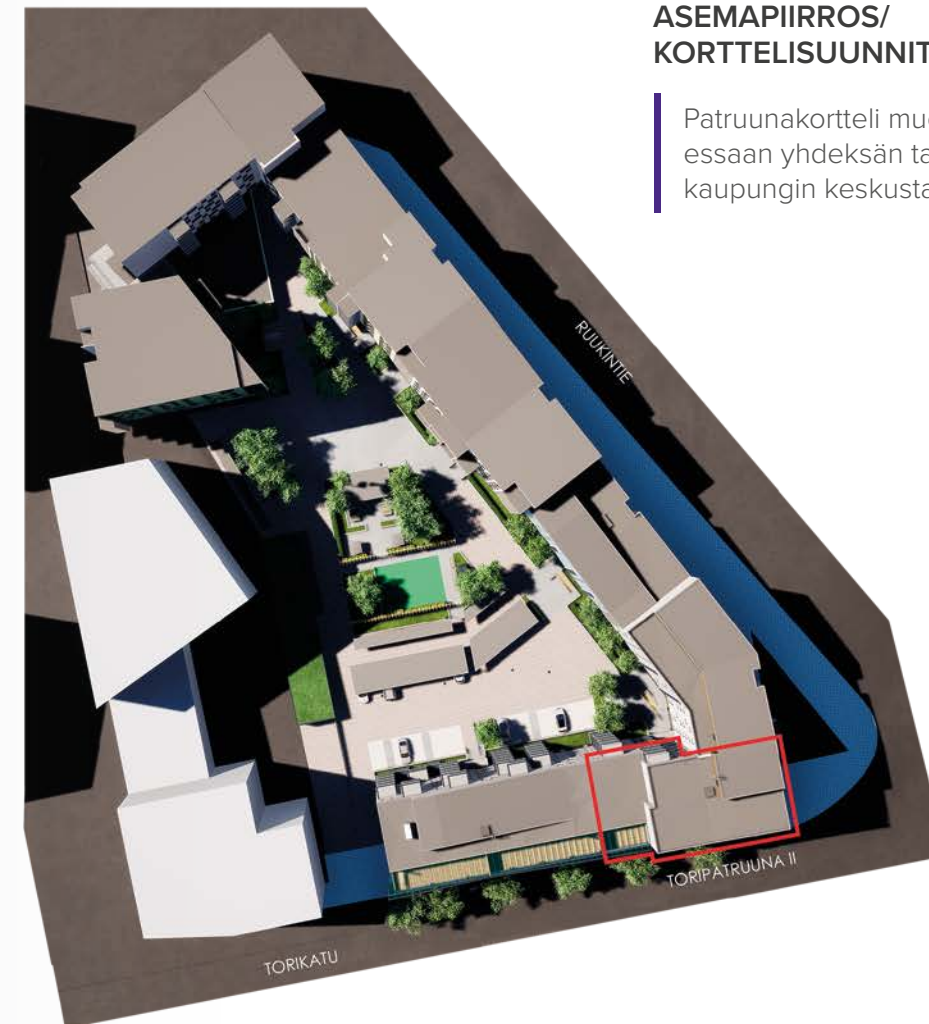 ASEMAPIIRROS/
KORTTELISUUNNIT
Patruunakortteli mu
essaan yhdeksän ta
kaupungin keskusta
RUUKINTIE
TORIPATRUUNA II
TORIKATU